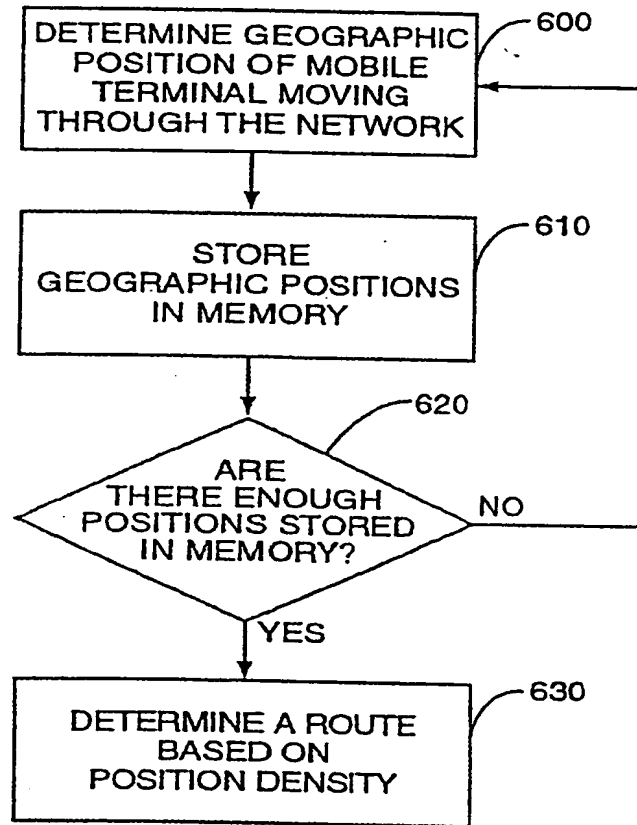 DETERMINE GEOGRAPHIC
POSITION OF MOBILE
TERMINAL MOVING
THROUGH THE NETWORK
600
STORE
GEOGRAPHIC POSITIONS
IN MEMORY
610
620
ARE
THERE ENOUGH
POSITIONS STORED
IN MEMORY?
NO
YES
630
DETERMINE A ROUTE
BASED ON
POSITION DENSITY